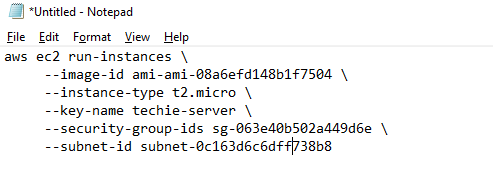 *Untitled - Notepad
File Edit Format View Help
aws ec2 run-instances \
--image-id ami-ami-08a6efd148b1f7504 \
--instance-type t2.micro \
--key-name techie-server \
--security-group-ids sg-063e40b502a449d6e \
--subnet-id subnet-0c163d6c6dff738b8